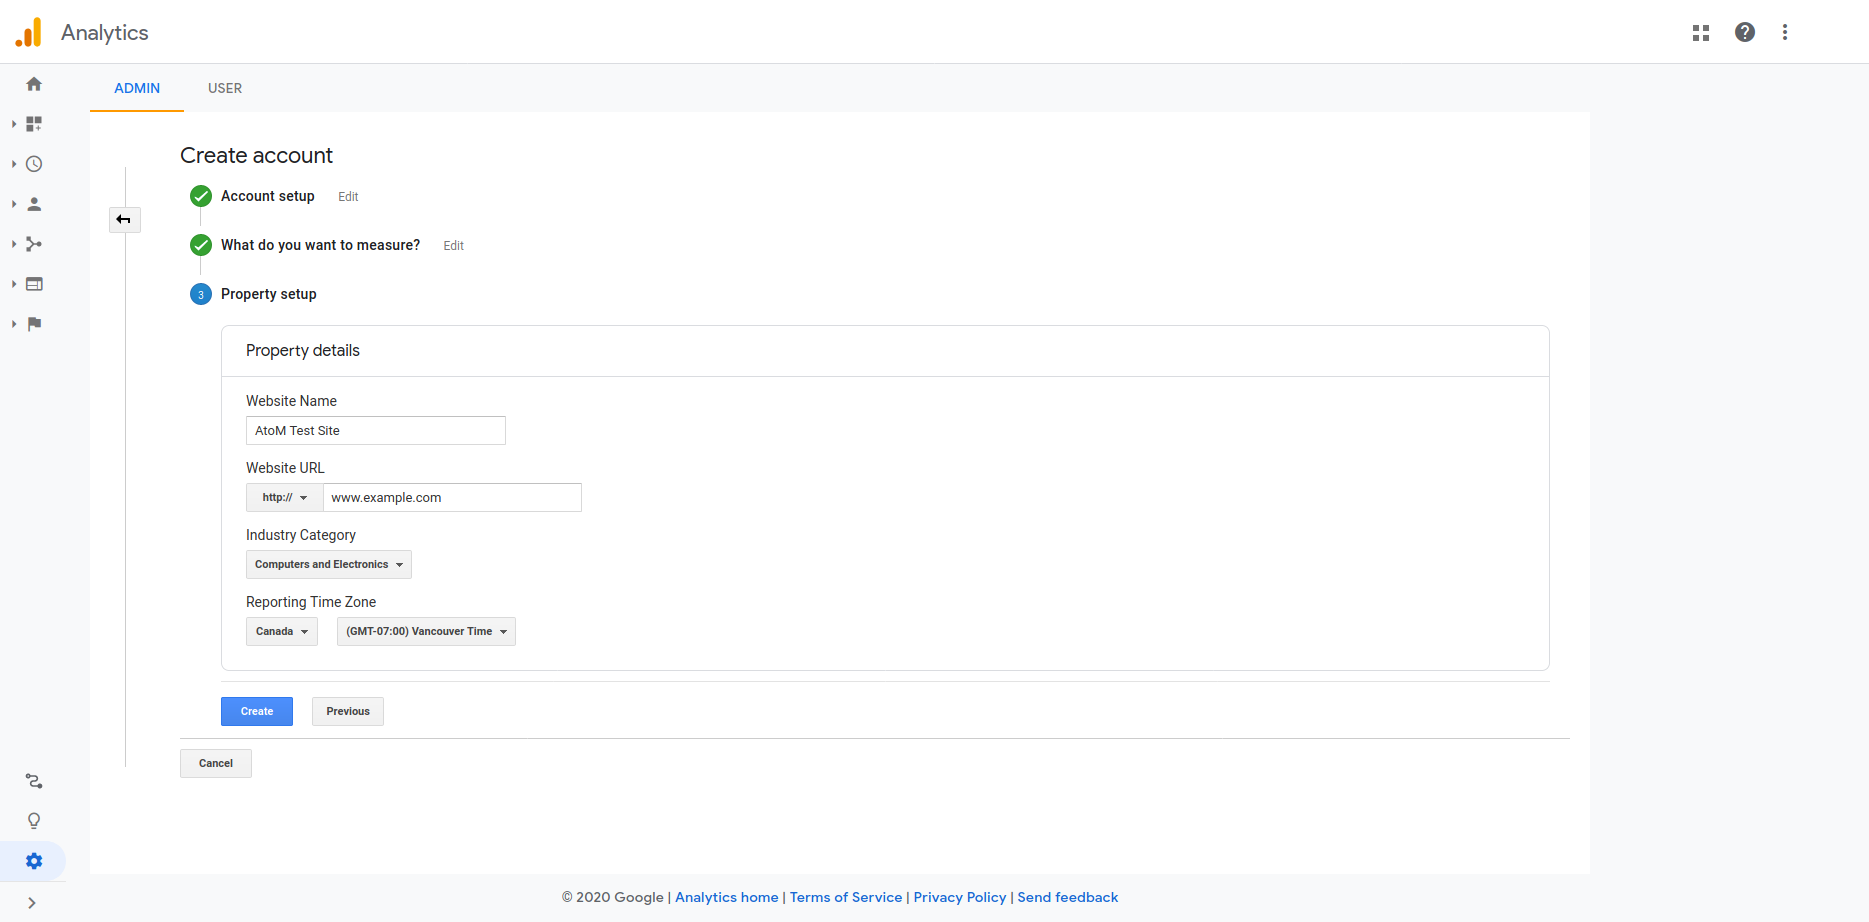 Analytics
ADMIN USER
Create account
Account setup Edit
What do you want to measure? Edit
3 Property setup
Property details
Website Name
AtoM Test Site
Website URL
http:// www.example.com
Industry Category
Computers and Electronics
Reporting Time Zone
Canada (GMT-07:00) Vancouver Time
Create Previous
Cancel
© 2020 Google | Analytics home | Terms of Service | Privacy Policy | Send feedback